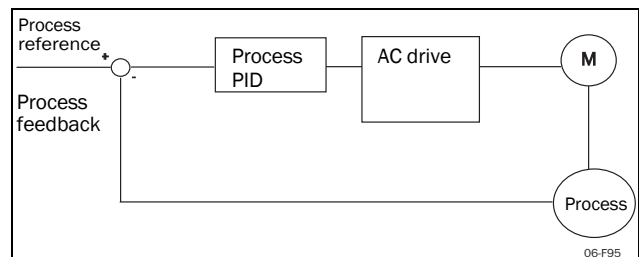 Process
reference
+
-
Process
PID
AC drive
M
Process
feedback
Process
06-F95